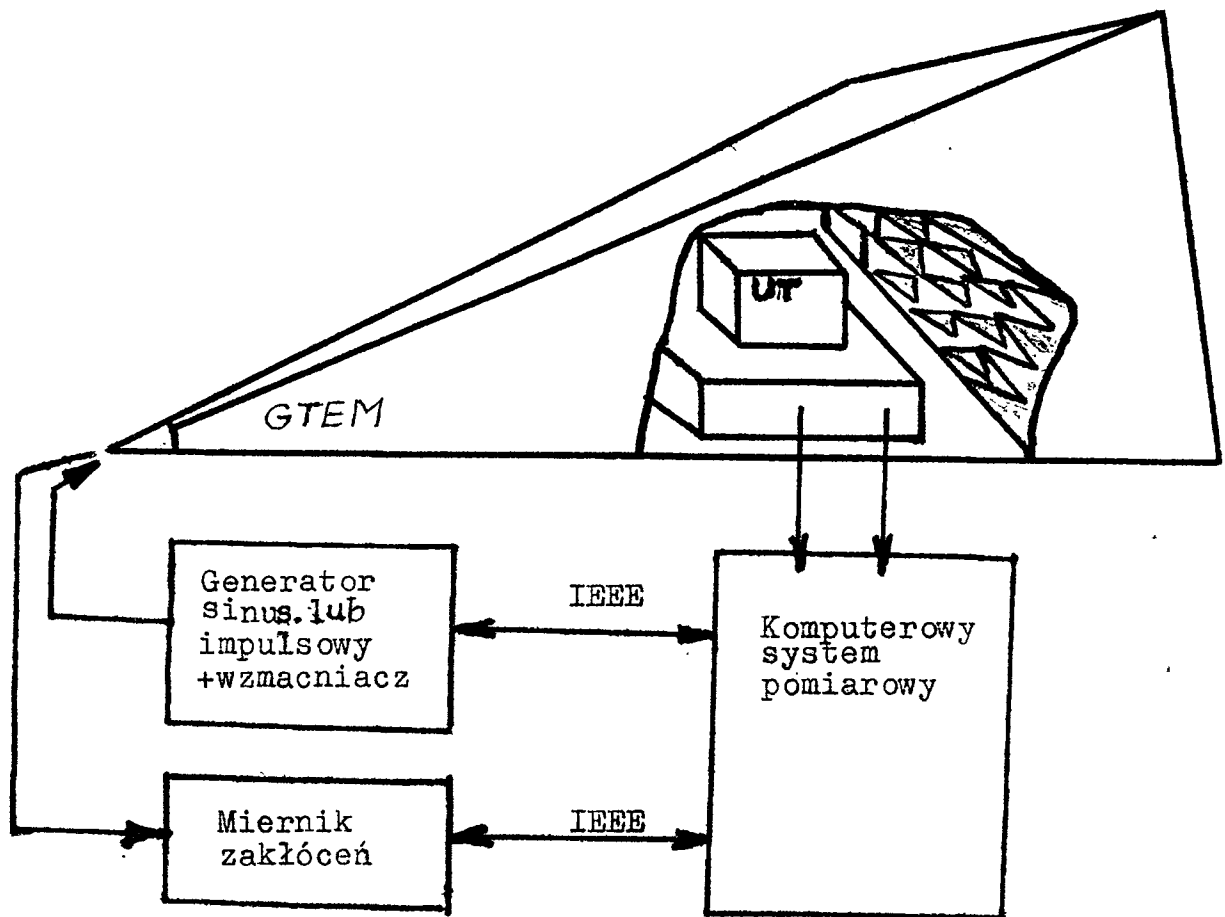 UT
GTEM
Generator
sinus.lub
impulsowy
+wzmacniacz
IEEE
Komputerowy
system
pomiarowy
Miernik
zakłóceń
IEEE